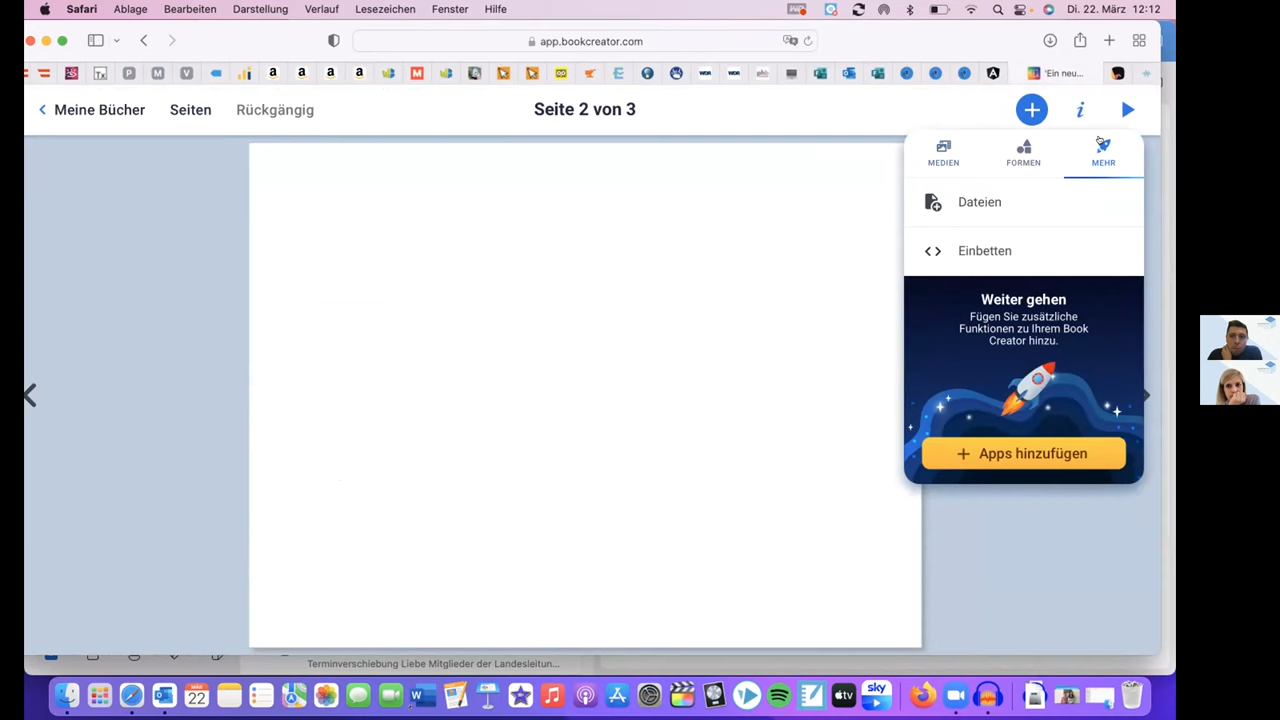 Safari Ablage Bearbeiten Darstellung Verlauf Lesezeichen Fenster Hilfe Di. 22. März 12:12
app.bookcreator.com
'Ein neu...
Meine Bücher Seiten Rückgängig Seite 2 von 3
MEDIEN FORMEN MEHR
Dateien
Einbetten
Weiter gehen
Fügen Sie zusätzliche
Funktionen zu Ihrem Book
Creator hinzu.
+ Apps hinzufügen
Terminverschiebung Liebe Mitglieder der Landesleitun...